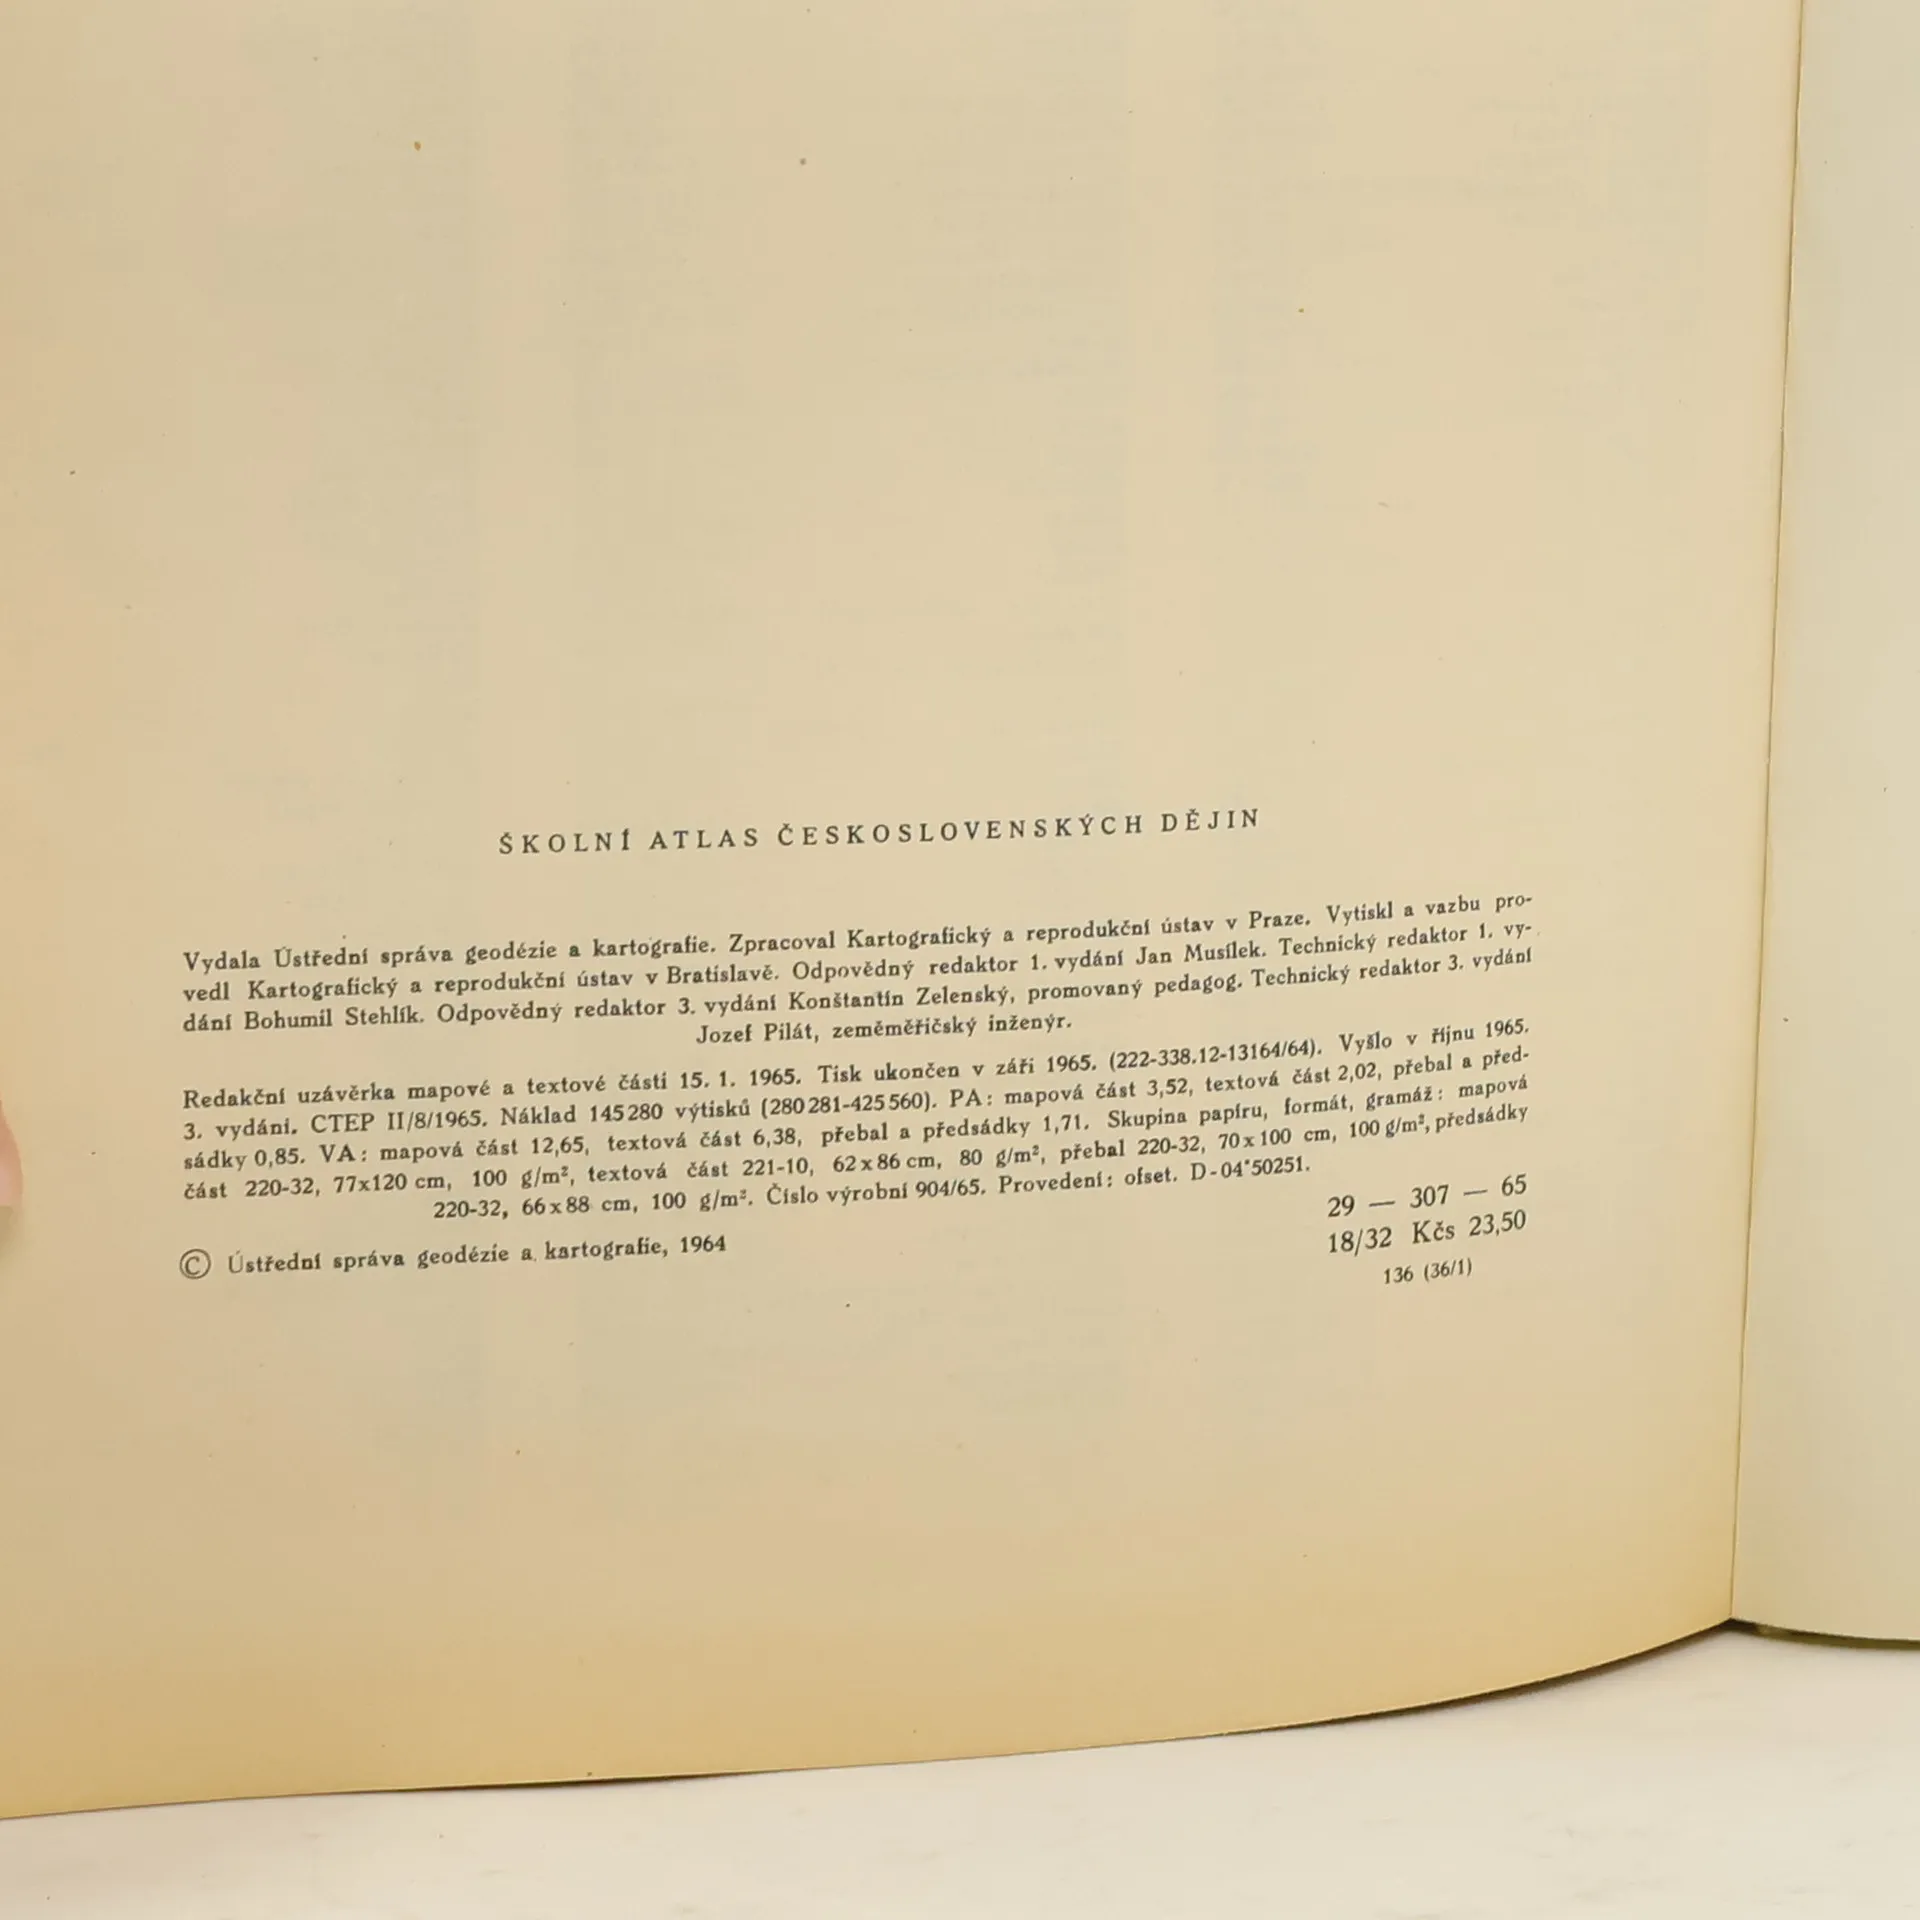 ŠKOLNÍ ATLAS ČESKOSLOVENSKÝCH DĚJIN
Vydala Ústřední správa geodézie a kartografie. Zpracoval Kartografický a reprodukční ústav v Praze. Vytiskl a vazbu pro-
vedl Kartografický a reprodukční ústav v Bratislavě. Odpovědný redaktor 1. vydání Jan Musílek. Technický redaktor 1. vy-
dání Bohumil Stehlík. Odpovědný redaktor 3. vydání Konštantín Zelenský, promovaný pedagog. Technický redaktor 3. vydání
Jozef Pilát, zeměměřičský inženýr.
Redakční uzávěrka mapové a textové části 15. 1. 1965. Tisk ukončen v září 1965. (222-338.12-13164/64). Vyšlo v říjnu 1965.
3. vydání. CTEP II/8/1965. Náklad 145280 výtisků (280281-425560). PA: mapová část 3,52, textová část 2,02, přebal a před-
sádky 0,85. VA: mapová část 12,65, textová část 6,38, přebal a předsádky 1,71. Skupina papíru, formát, gramáž: mapová
část 220-32, 77x120 cm, 100 g/m², textová část 221-10, 62x86 cm, 80 g/m², přebal 220-32, 70x100 cm, 100 g/m², předsádky
220-32, 66x88 cm, 100 g/m². Číslo výrobní 904/65. Provedení: ofset. D-04*50251.
29 — 307 — 65
18/32 Kčs 23,50
136 (36/1)
© Ústřední správa geodézie a kartografie, 1964